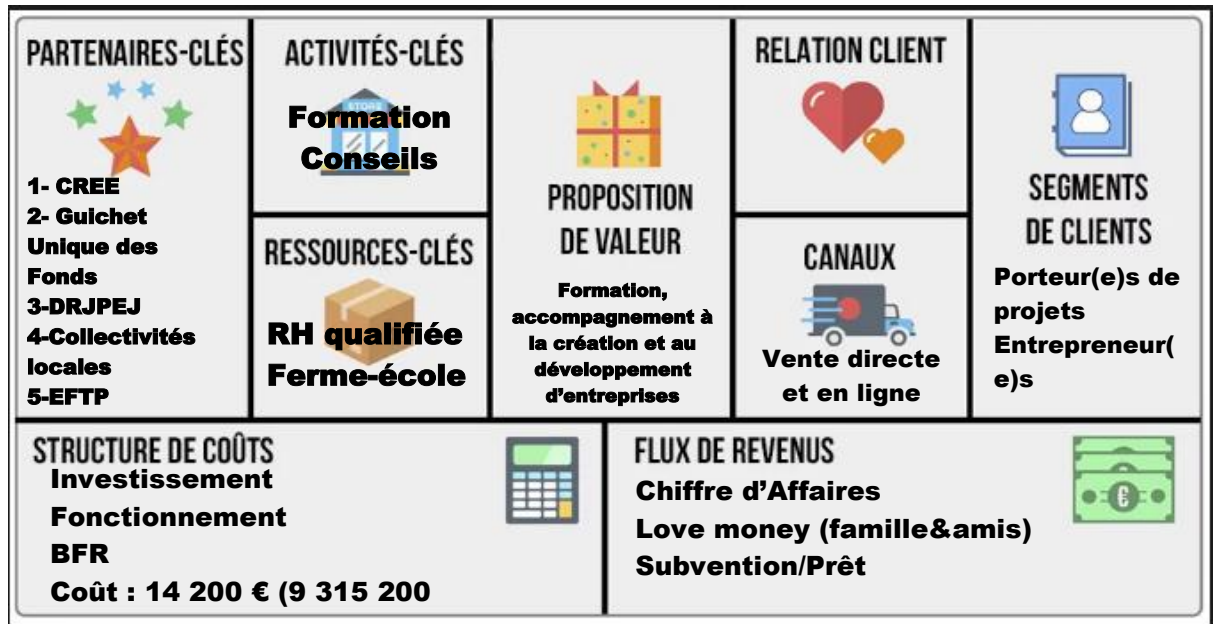 PARTENAIRES-CLÉS
1- CREE
2- Guichet
Unique des
Fonds
3-DRJPEJ
4-Collectivités
locales
5-EFTP
ACTIVITÉS-CLÉS
STORE
Formation
Conseils
RESSOURCES-CLÉS
RH qualifiée
Ferme-école
PROPOSITION
DE VALEUR
Formation,
accompagnement à
la création et au
développement
d’entreprises
RELATION CLIENT
CANAUX
Vente directe
et en ligne
SEGMENTS
DE CLIENTS
Porteur(e)s de
projets
Entrepreneur(
e)s
STRUCTURE DE COÛTS
Investissement
Fonctionnement
BFR
Coût : 14 200 € (9 315 200
FLUX DE REVENUS
Chiffre d’Affaires
Love money (famille&amis)
Subvention/Prêt
€